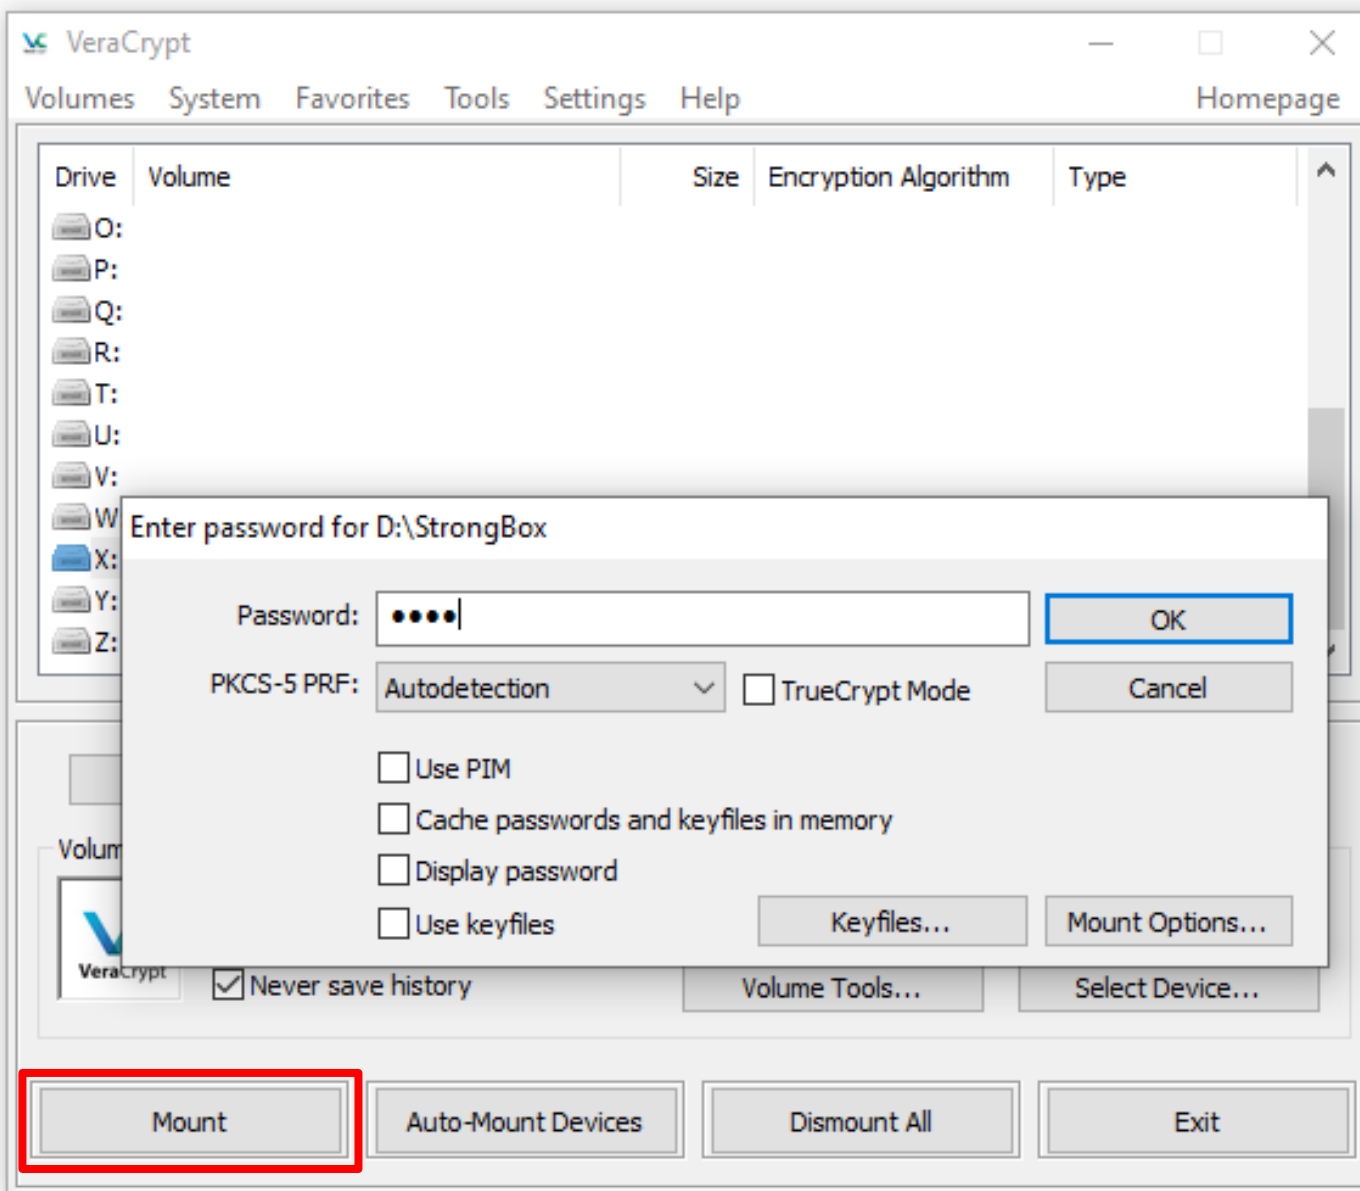 VeraCrypt
Volumes System Favorites Tools Settings Help Homepage
Drive Volume Size Encryption Algorithm Type
O:
P:
Q:
R:
T:
U:
V:
W
X:
Y:
Z:
Enter password for D:\StrongBox
Password: ●●●● OK
PKCS-5 PRF: Autodetection TrueCrypt Mode Cancel
Use PIM
Cache passwords and keyfiles in memory
Display password
Use keyfiles Keyfiles... Mount Options...
Volum
VeraCrypt
Never save history Volume Tools... Select Device...
Mount Auto-Mount Devices Dismount All Exit